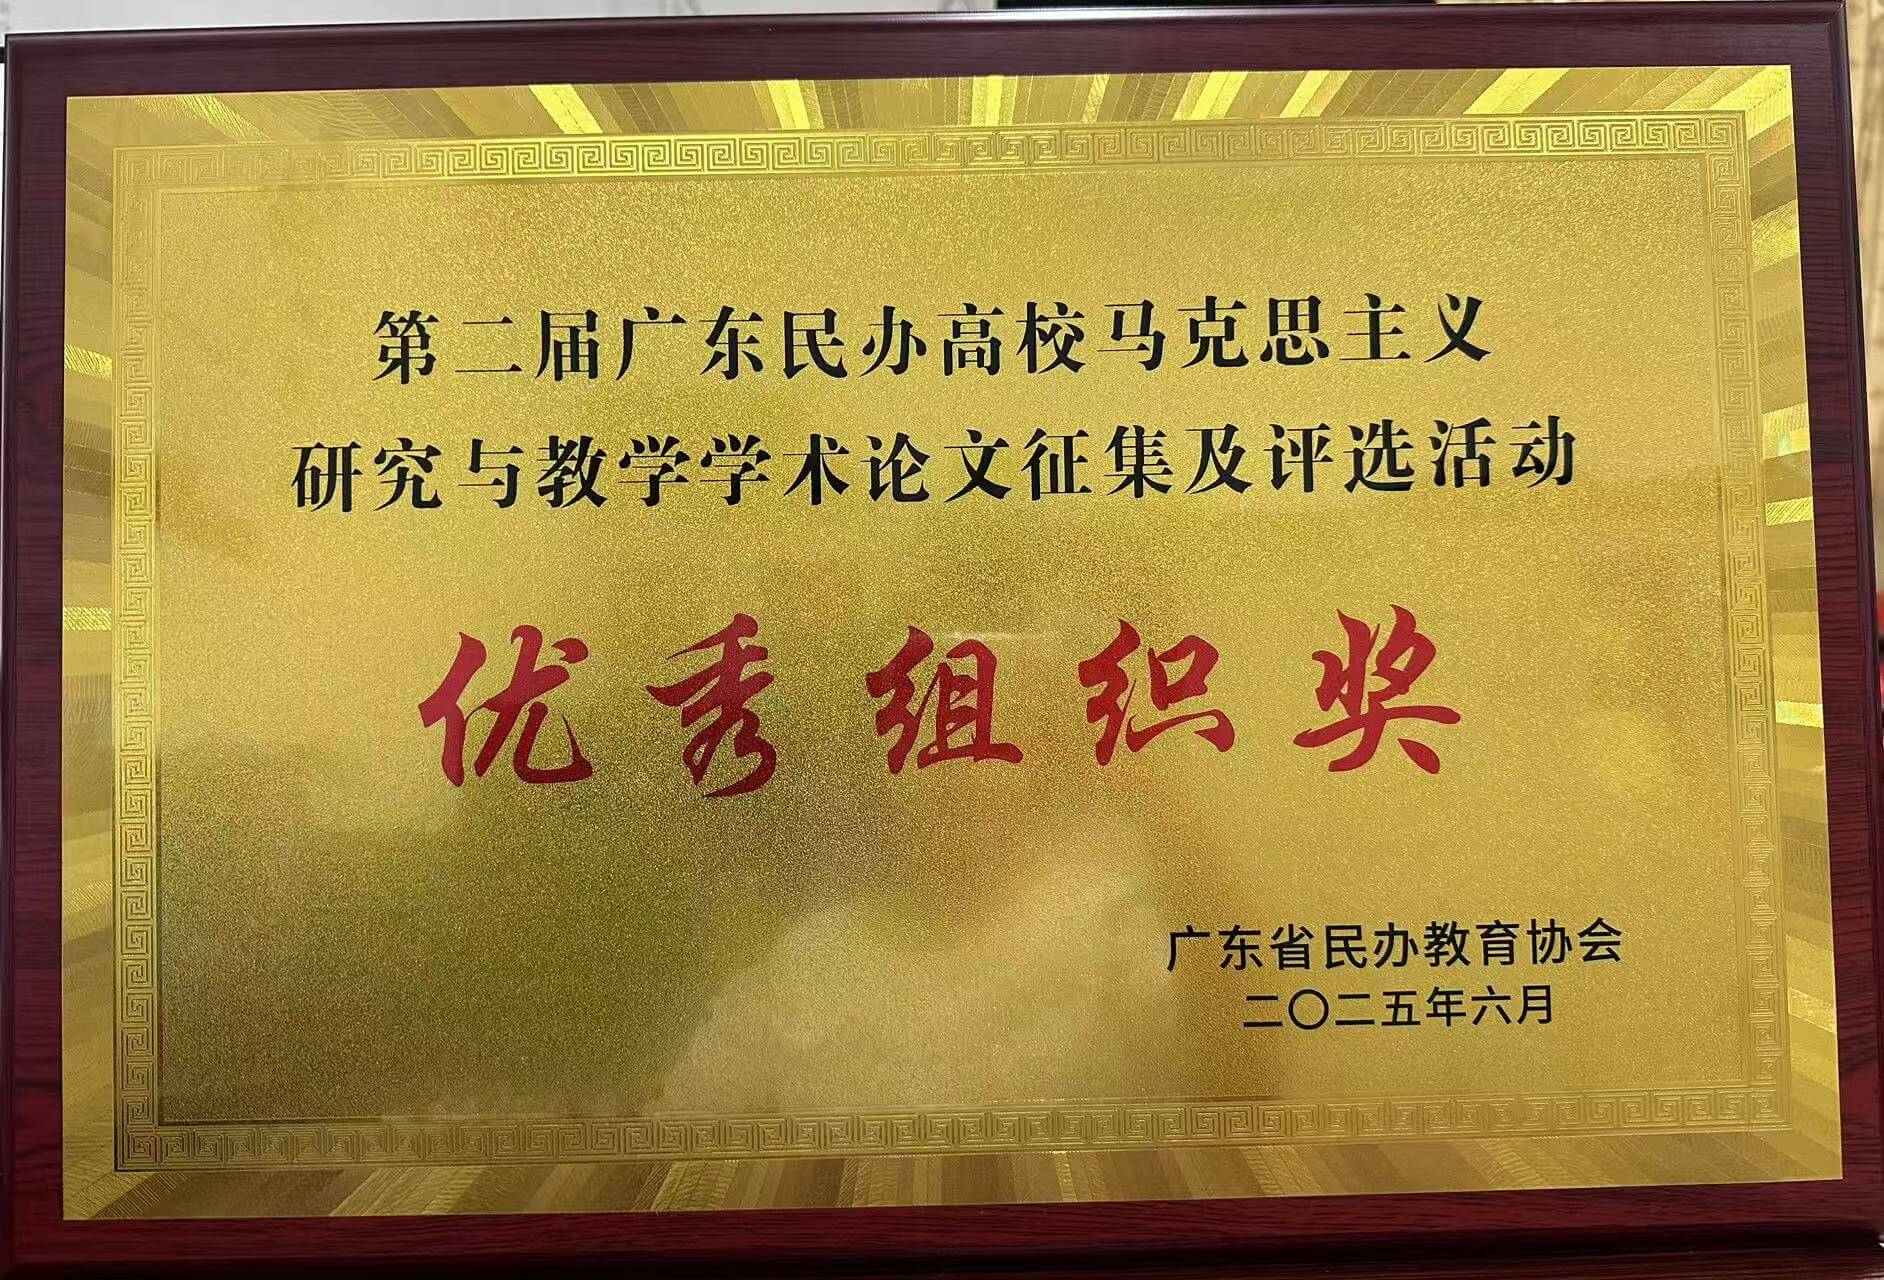 第二届广东民办高校马克思主义
研究与教学学术论文征集及评选活动
优秀组织奖
广东省民办教育协会
二〇二五年六月